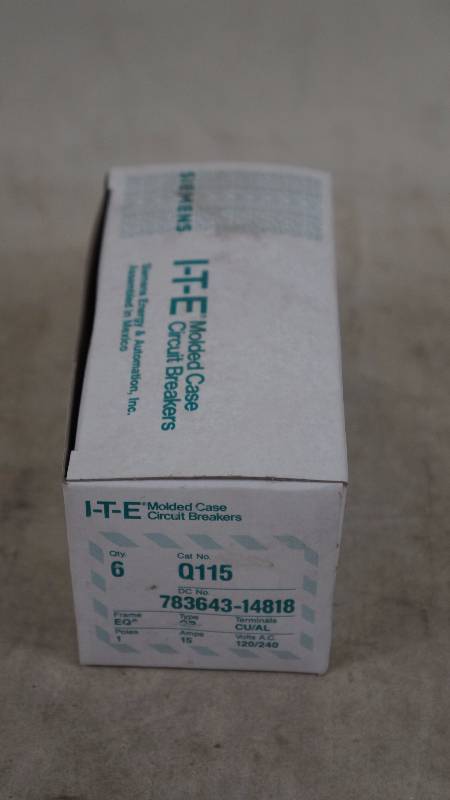 SIEMENS
I-T-E® Molded Case
Circuit Breakers
Siemens Energy & Automation, Inc.
Assembled in Mexico
I-T-E® Molded Case
Circuit Breakers
Qty. Cat No.
6 Q115
DC No.
783643-14818
Frame Type Terminals
EQ® CU/AL
Poles Amps Volts A.C.
1 15 120/240